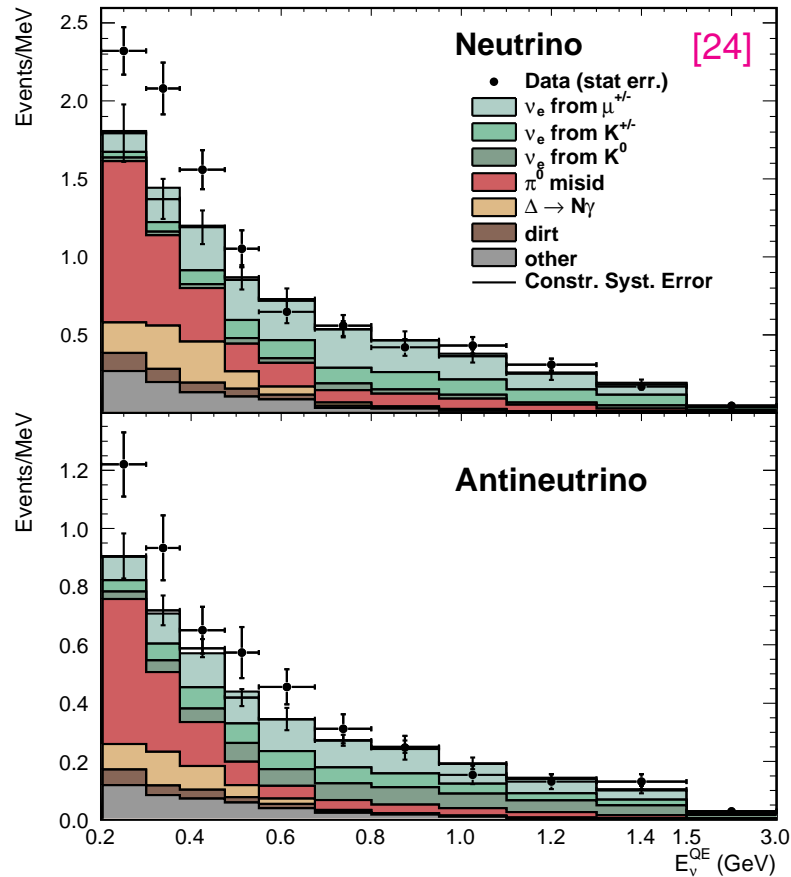 Events/MeV
2.5
2.0
1.5
1.0
0.5
Neutrino
[24]
Data (stat err.)
νe from μ+/-
νe from K+/-
νe from K0
π0 misid
Δ → Nγ
dirt
other
Constr. Syst. Error
Events/MeV
1.2
1.0
0.8
0.6
0.4
0.2
0.0
Antineutrino
0.2 0.4 0.6 0.8 1.0 1.2 1.4 1.5 3.0
EνQE (GeV)